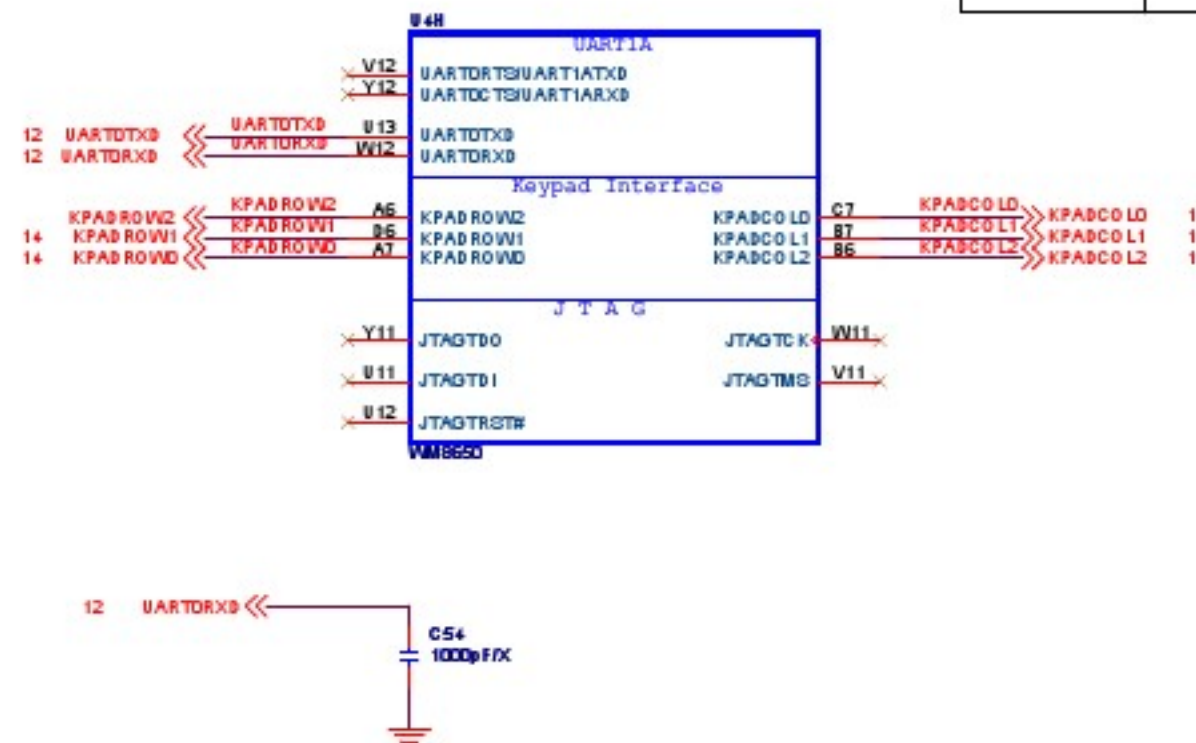 U4H
UART1A
V12 UART0RTS/UART1ATXD
Y12 UART0CTS/UART1ARXD
12 UART0TXD UART0TXD U13 UART0TXD
12 UART0RXD UART0RXD W12 UART0RXD
Keypad Interface
KPADROW2 KPADROW2 A6 KPADROW2 KPADCOL0 C7 KPADCOL0 KPADCOL0 1
14 KPADROW1 KPADROW1 D6 KPADROW1 KPADCOL1 B7 KPADCOL1 KPADCOL1 1
14 KPADROW0 KPADROW0 A7 KPADROW0 KPADCOL2 B6 KPADCOL2 KPADCOL2 1
J T A G
Y11 JTAGTDO JTAGTCK W11
U11 JTAGTDI JTAGTMS V11
U12 JTAGTRST#
WM8650
12 UART0RXD
C54
1000pF/X